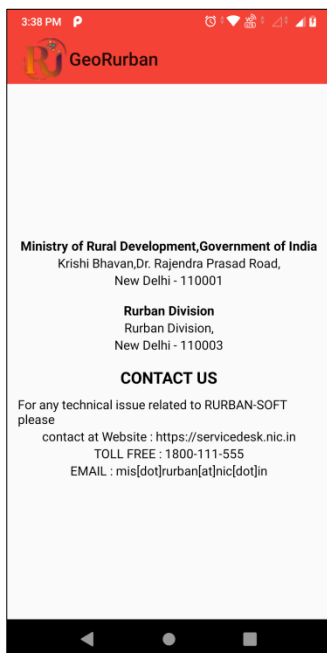 3:38 PM
GeoRurban
Ministry of Rural Development,Government of India
Krishi Bhavan,Dr. Rajendra Prasad Road,
New Delhi - 110001
Rurban Division
Rurban Division,
New Delhi - 110003
CONTACT US
For any technical issue related to RURBAN-SOFT
please
contact at Website : https://servicedesk.nic.in
TOLL FREE : 1800-111-555
EMAIL : mis[dot]rurban[at]nic[dot]in